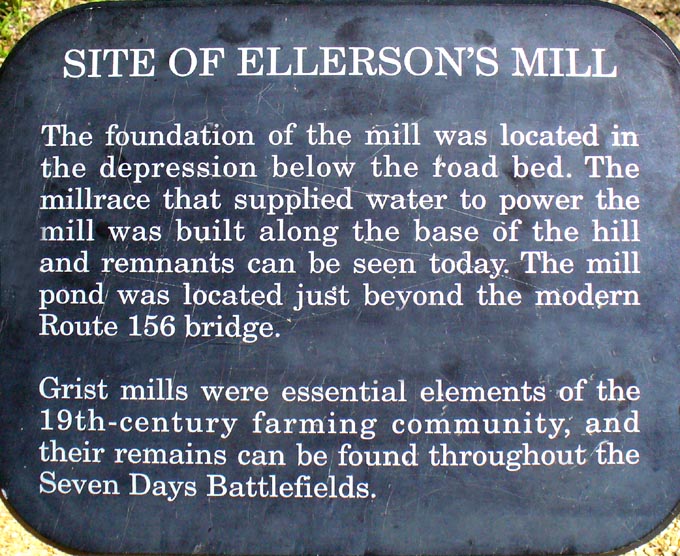 SITE OF ELLERSON'S MILL
The foundation of the mill was located in
the depression below the road bed. The
millrace that supplied water to power the
mill was built along the base of the hill
and remnants can be seen today. The mill
pond was located just beyond the modern
Route 156 bridge.
Grist mills were essential elements of the
19th-century farming community, and
their remains can be found throughout the
Seven Days Battlefields.